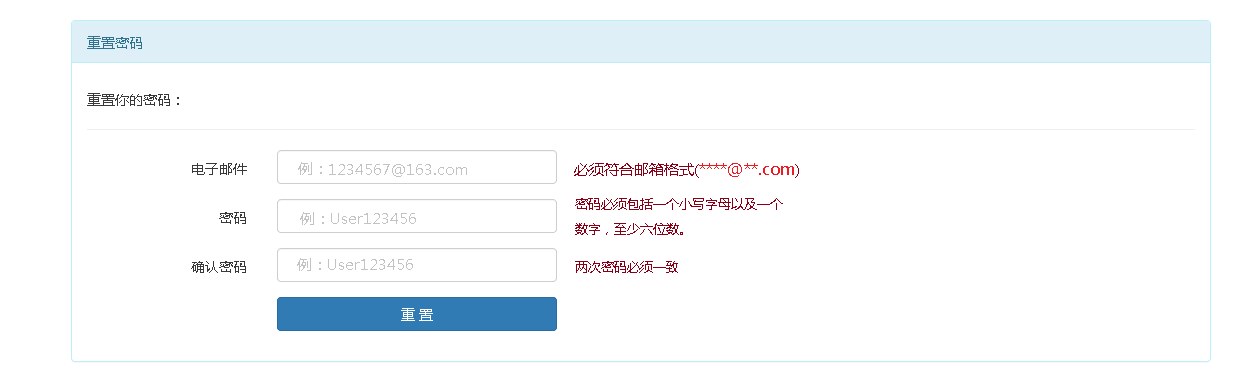 重置密码
重置你的密码：
电子邮件 例：1234567@163.com 必须符合邮箱格式(****@**.com)
密码 例：User123456 密码必须包括一个小写字母以及一个
数字，至少六位数。
确认密码 例：User123456 两次密码必须一致
重 置